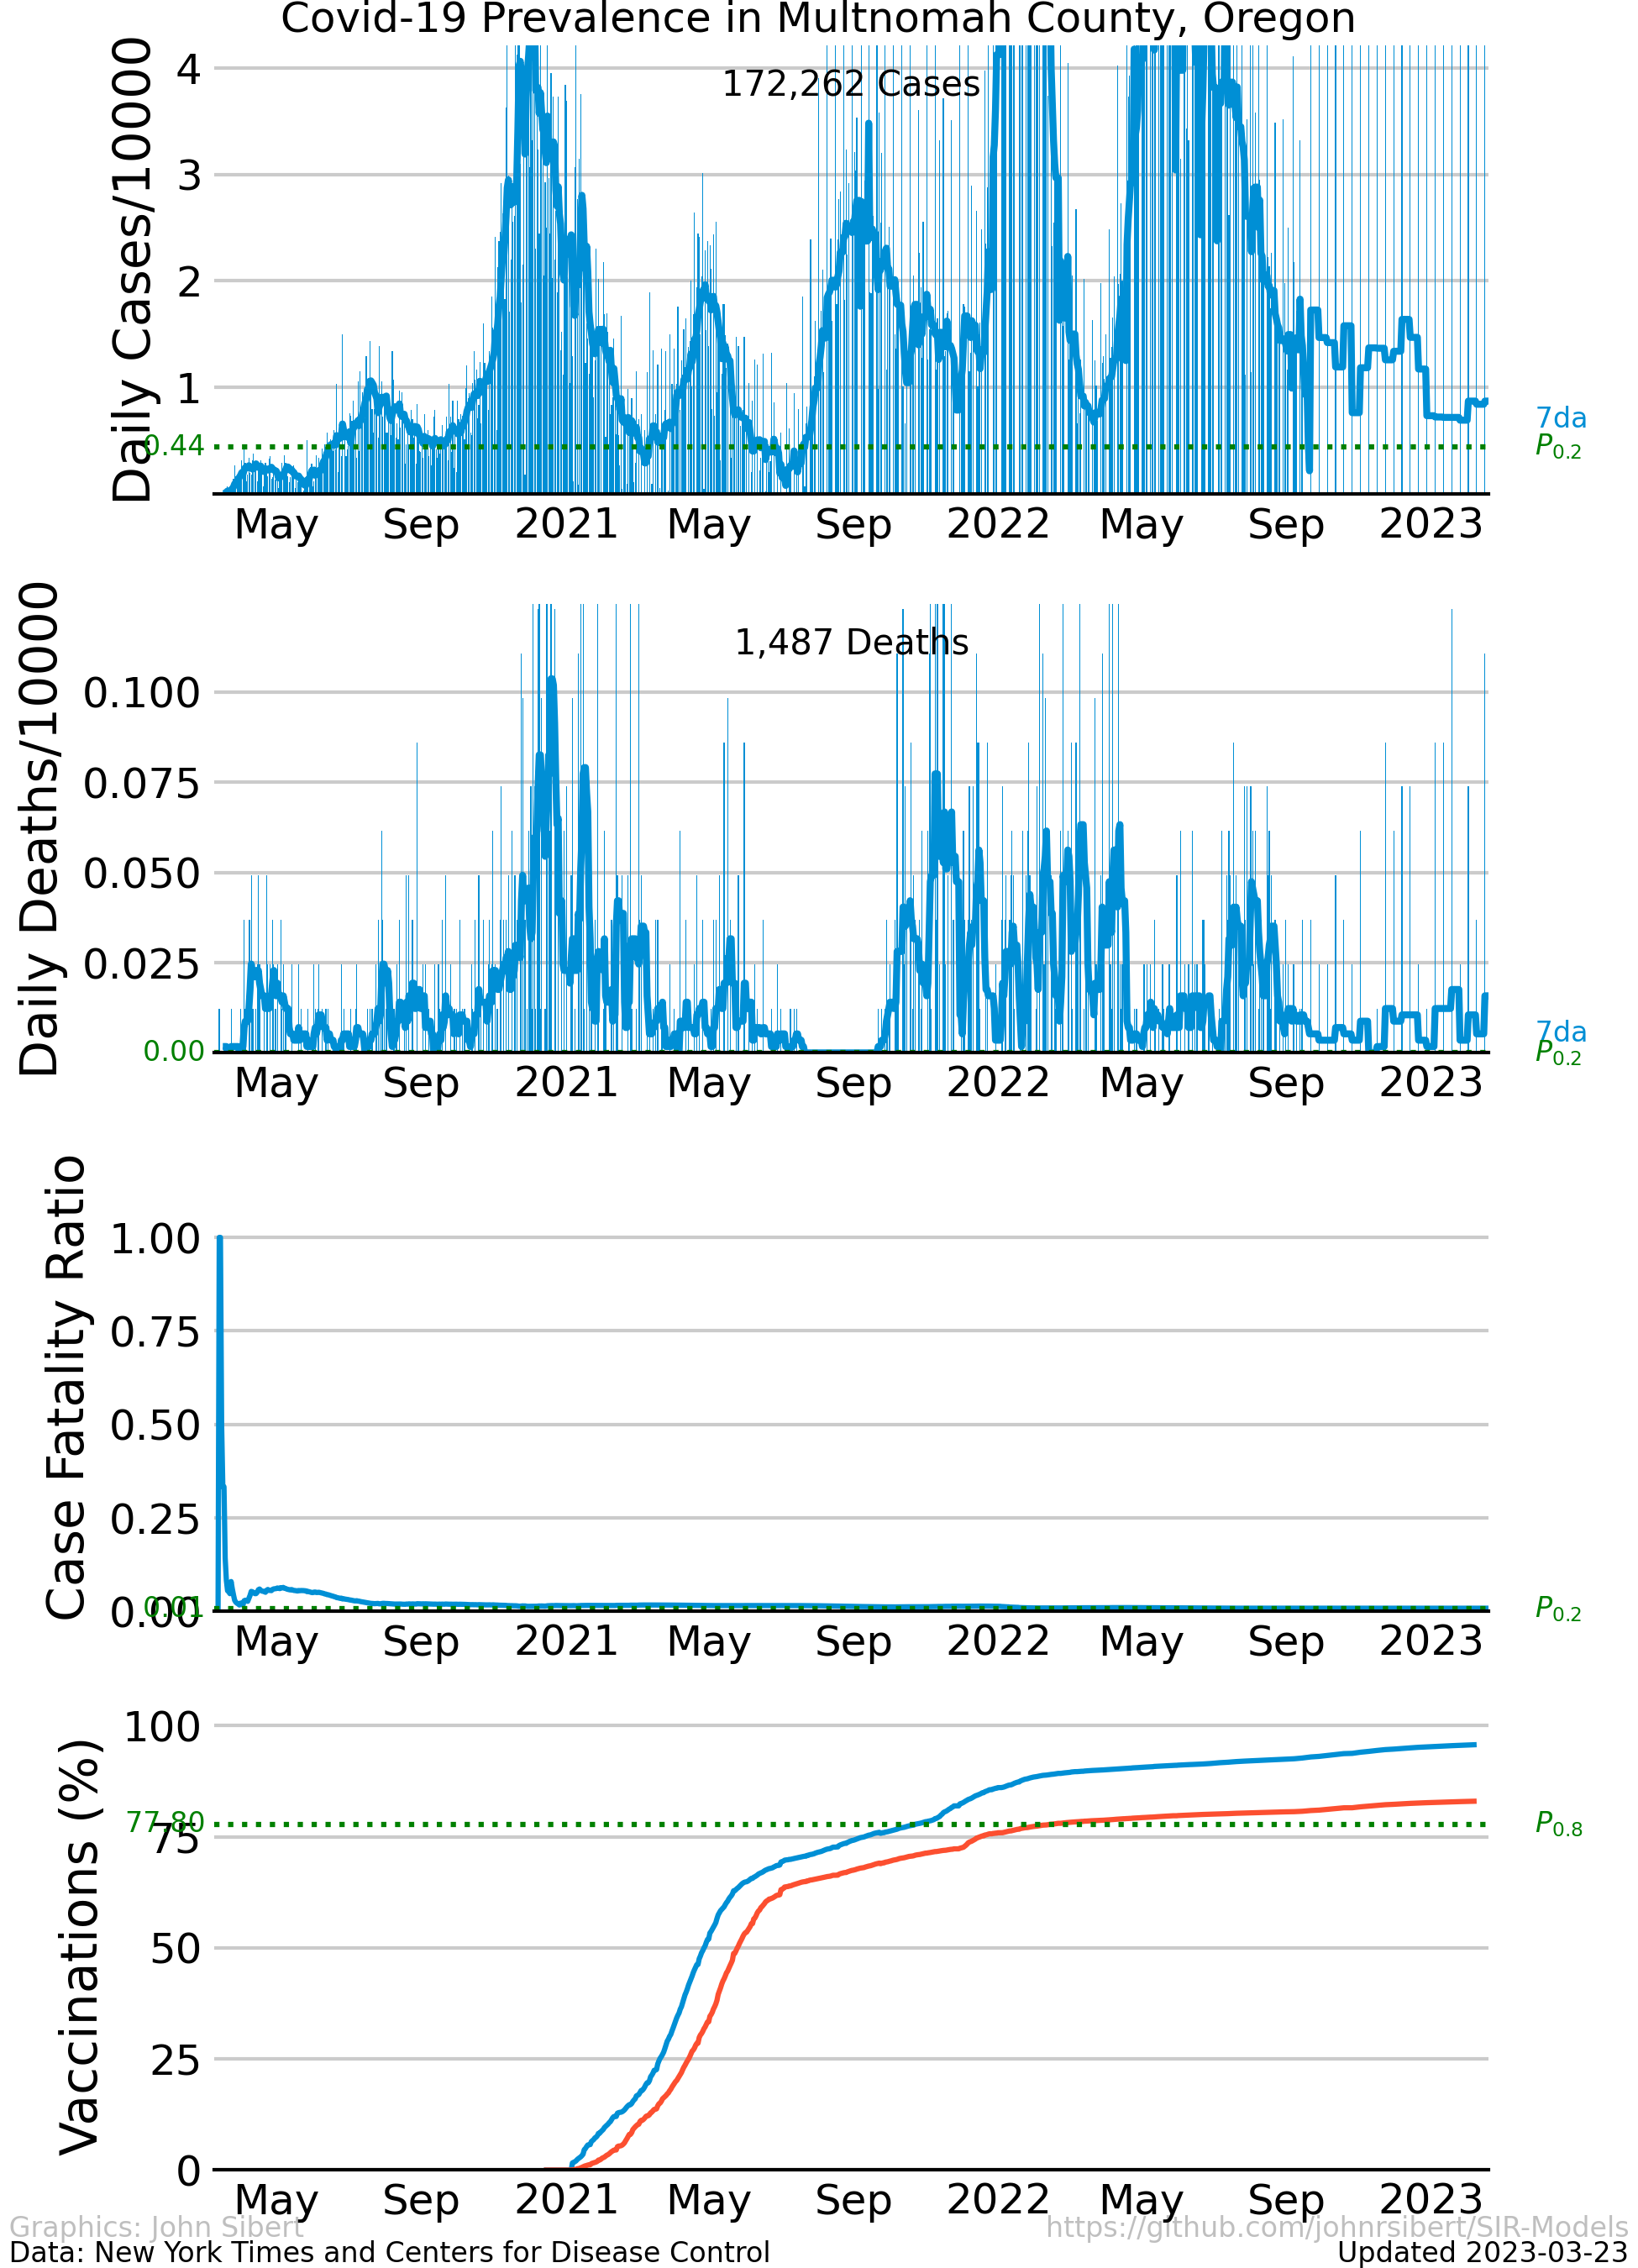 Covid-19 Prevalence in Multnomah County, Oregon
Daily Cases/10000
172,262 Cases
4
3
2
1
0.44
7da
P0.2
May Sep 2021 May Sep 2022 May Sep 2023
Daily Deaths/10000
1,487 Deaths
0.100
0.075
0.050
0.025
0.00
7da
P0.2
May Sep 2021 May Sep 2022 May Sep 2023
Case Fatality Ratio
1.00
0.75
0.50
0.25
0.00
0.01
P0.2
May Sep 2021 May Sep 2022 May Sep 2023
Vaccinations (%)
100
77.80
75
P0.8
50
25
0
May Sep 2021 May Sep 2022 May Sep 2023
Graphics: John Sibert
https://github.com/johnrsibert/SIR-Models
Data: New York Times and Centers for Disease Control
Updated 2023-03-23